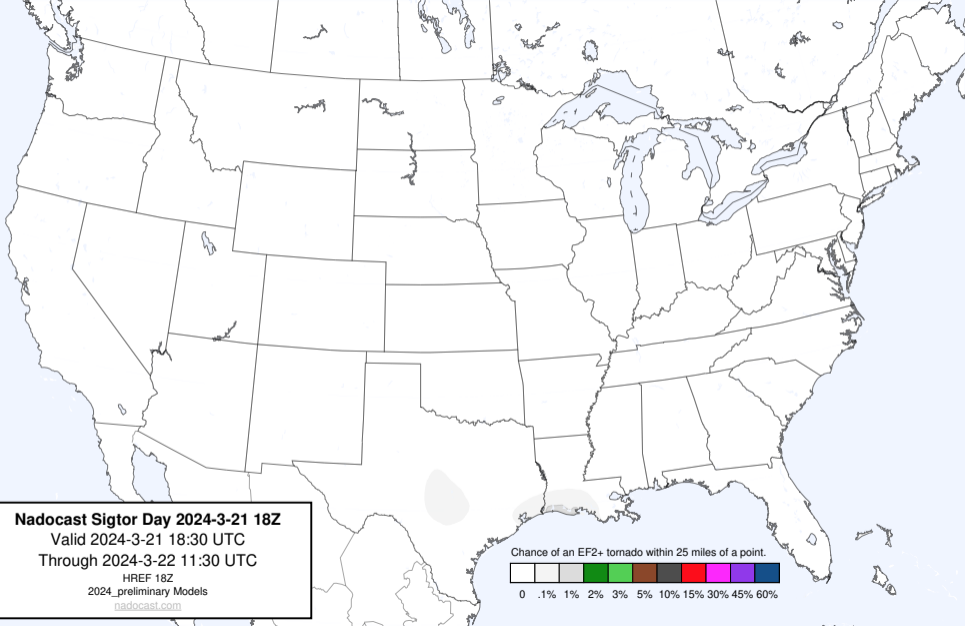 Nadocast Sigtor Day 2024-3-21 18Z
Valid 2024-3-21 18:30 UTC
Through 2024-3-22 11:30 UTC
HREF 18Z
2024_preliminary Models
nadocast.com
Chance of an EF2+ tornado within 25 miles of a point.
0 .1% 1% 2% 3% 5% 10% 15% 30% 45% 60%